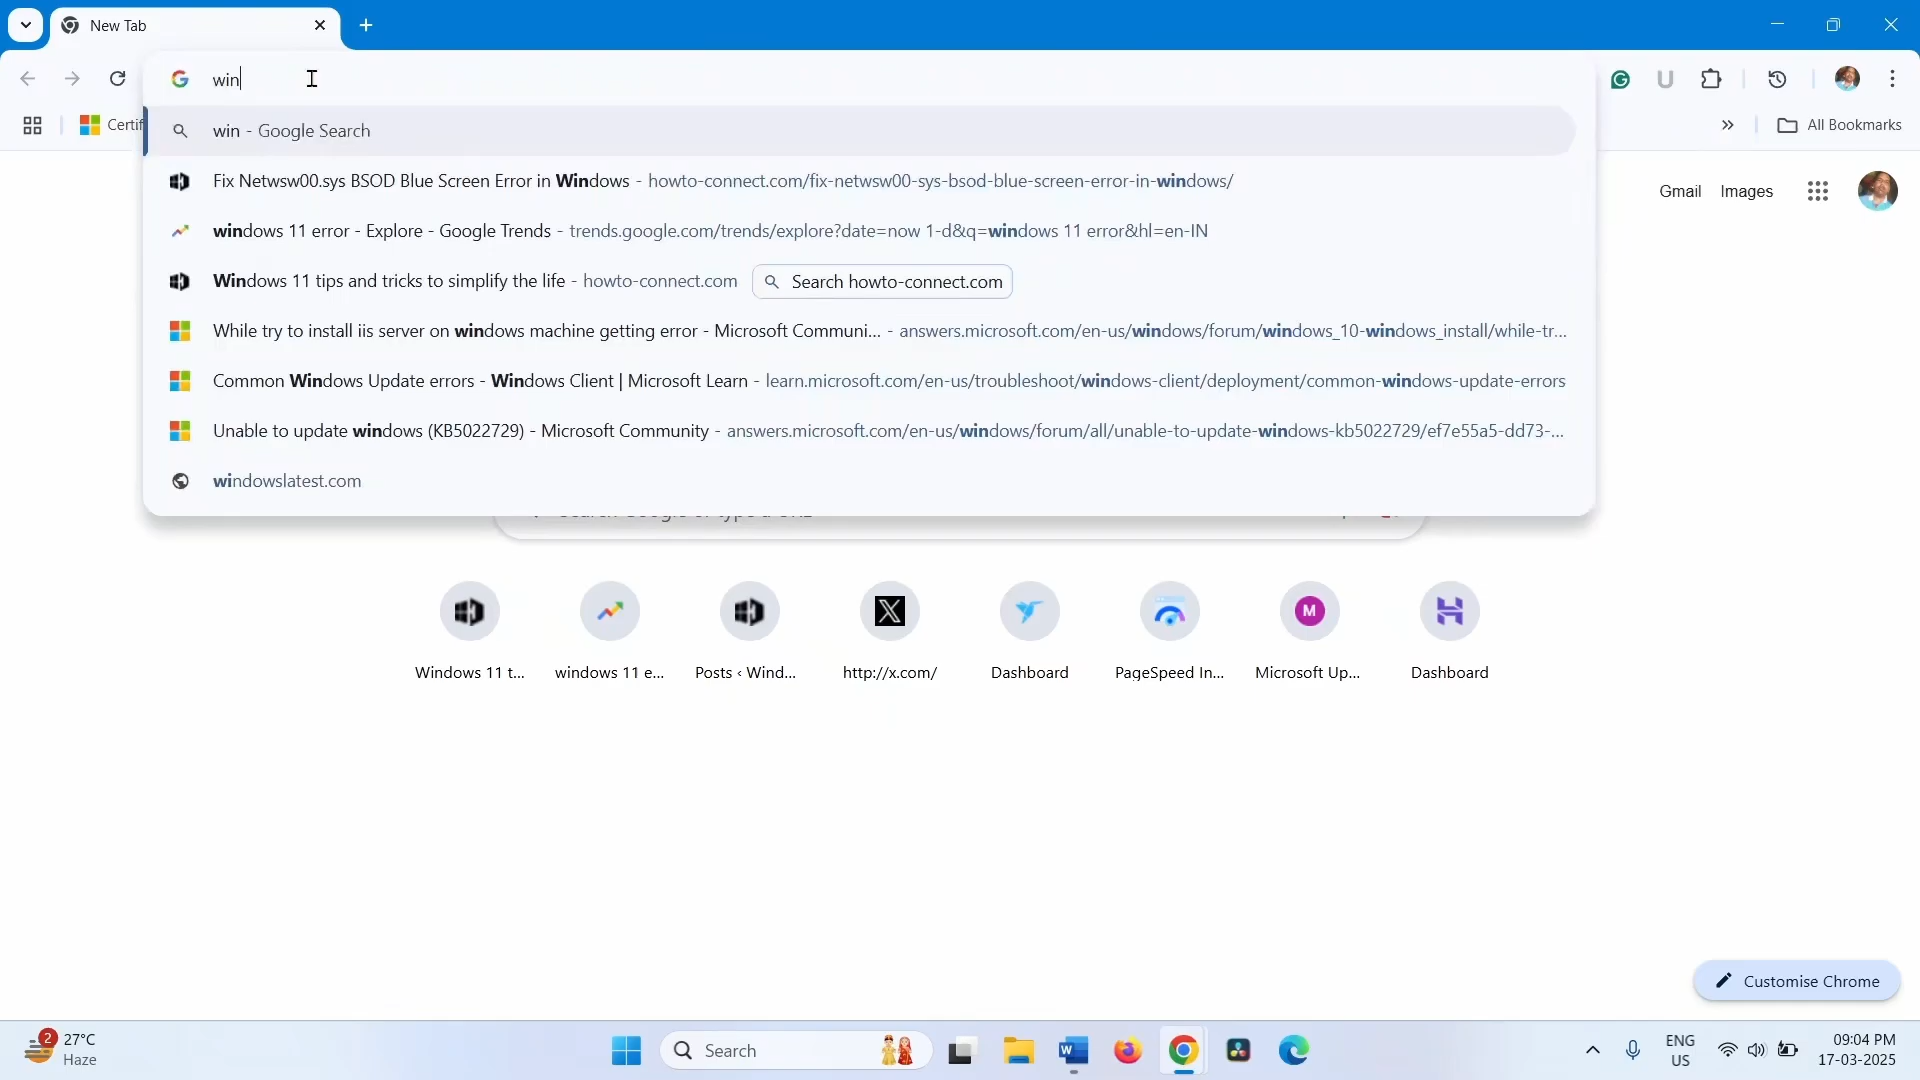 New Tab
win
Certif
All Bookmarks
win - Google Search
Fix Netwsw00.sys BSOD Blue Screen Error in Windows - howto-connect.com/fix-netwsw00-sys-bsod-blue-screen-error-in-windows/
Gmail Images
windows 11 error - Explore - Google Trends - trends.google.com/trends/explore?date=now 1-d&q=windows 11 error&hl=en-IN
Windows 11 tips and tricks to simplify the life - howto-connect.com Search howto-connect.com
While try to install iis server on windows machine getting error - Microsoft Communi... - answers.microsoft.com/en-us/windows/forum/windows_10-windows_install/while-tr...
Common Windows Update errors - Windows Client | Microsoft Learn - learn.microsoft.com/en-us/troubleshoot/windows-client/deployment/common-windows-update-errors
Unable to update windows (KB5022729) - Microsoft Community - answers.microsoft.com/en-us/windows/forum/all/unable-to-update-windows-kb5022729/ef7e55a5-dd73-...
windowslatest.com
M
Windows 11 t... windows 11 e... Posts ‹ Wind... http://x.com/ Dashboard PageSpeed In... Microsoft Up... Dashboard
Customise Chrome
2
27°C
Haze
Search
ENG
US
09:04 PM
17-03-2025